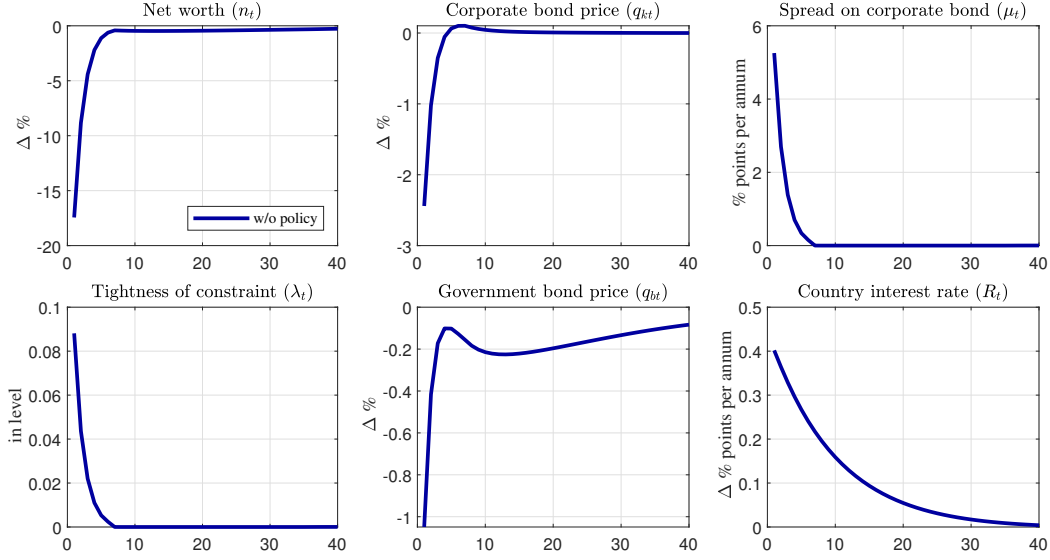 Net worth (nₜ)
Δ %
0
-5
-10
-15
-20
w/o policy
0 10 20 30 40
Corporate bond price (qₖₜ)
Δ %
0
-1
-2
-3
0 10 20 30 40
Spread on corporate bond (μₜ)
% points per annum
6
4
2
0
0 10 20 30 40
Tightness of constraint (λₜ)
in level
0.1
0.08
0.06
0.04
0.02
0
0 10 20 30 40
Government bond price (q_bt)
Δ %
0
-0.2
-0.4
-0.6
-0.8
-1
0 10 20 30 40
Country interest rate (Rₜ)
Δ % points per annum
0.5
0.4
0.3
0.2
0.1
0
0 10 20 30 40